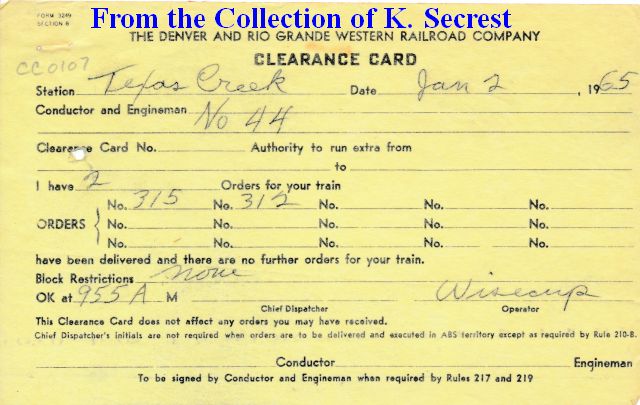 From the Collection of K. Secrest
FORM 3249
SECTION B
THE DENVER AND RIO GRANDE WESTERN RAILROAD COMPANY
CLEARANCE CARD
CC0107
Station Texas Creek Date Jan 2, 1965
Conductor and Engineman No 44
Clearance Card No. Authority to run extra from
to
I have 2 Orders for your train
No. 315 No. 312 No. No. No.
ORDERS No. No. No. No. No.
No. No. No. No. No.
have been delivered and there are no further orders for your train.
Block Restrictions none
OK at 955 A M Wisecup
Chief Dispatcher Operator
This Clearance Card does not affect any orders you may have received.
Chief Dispatcher's initials are not required when orders are to be delivered and executed in ABS territory except as required by Rule 210-B.
Conductor Engineman
To be signed by Conductor and Engineman when required by Rules 217 and 219